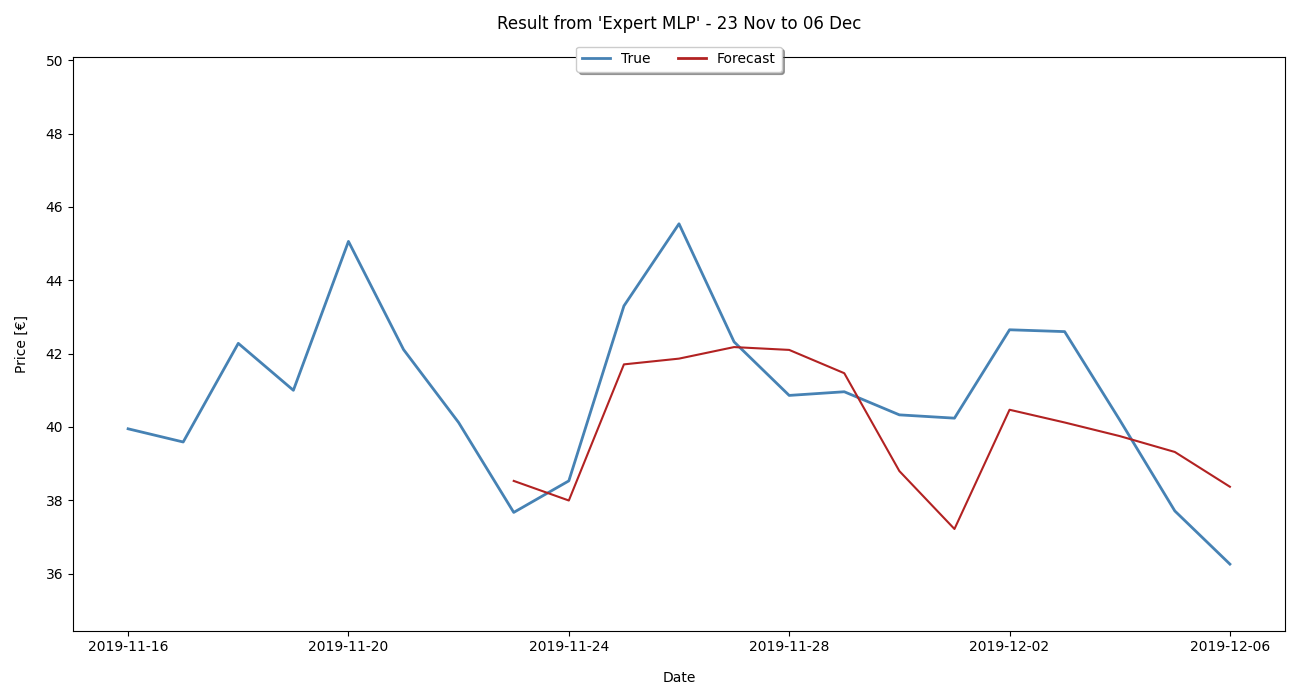 Result from 'Expert MLP' - 23 Nov to 06 Dec
True Forecast
50
48
46
44
42
40
38
36
Price [€]
2019-11-16 2019-11-20 2019-11-24 2019-11-28 2019-12-02 2019-12-06
Date